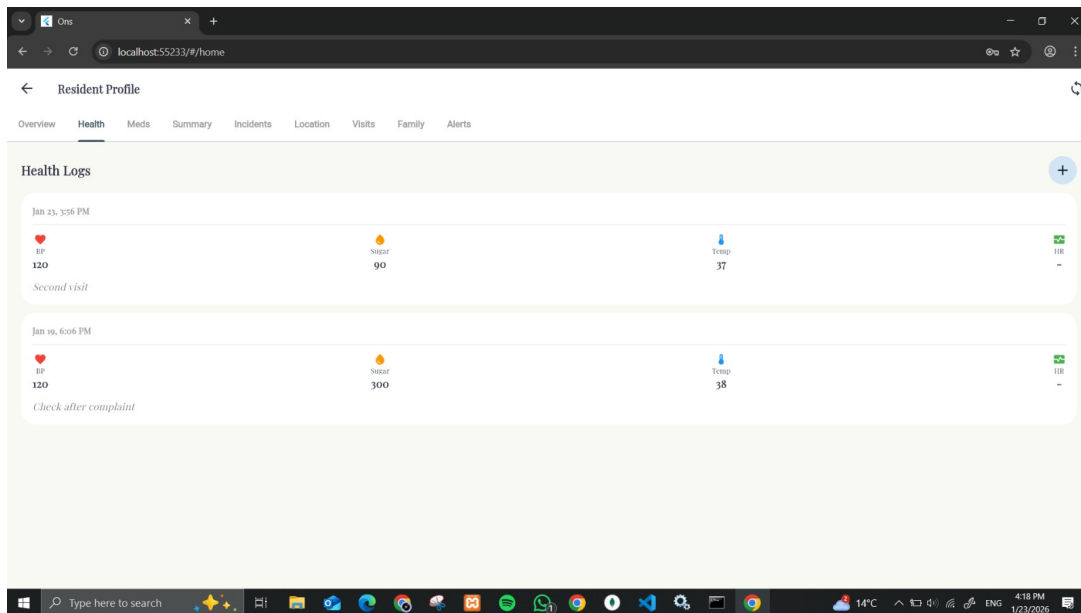 Ons
localhost:55233/#/home
Resident Profile
Overview Health Meds Summary Incidents Location Visits Family Alerts
Health Logs
Jan 23, 3:56 PM
BP Sugar Temp HR
120 90 37 -
Second visit
Jan 19, 6:06 PM
BP Sugar Temp HR
120 300 38 -
Check after complaint
Type here to search 1 2 14°C ENG 4:18 PM
1/23/2026